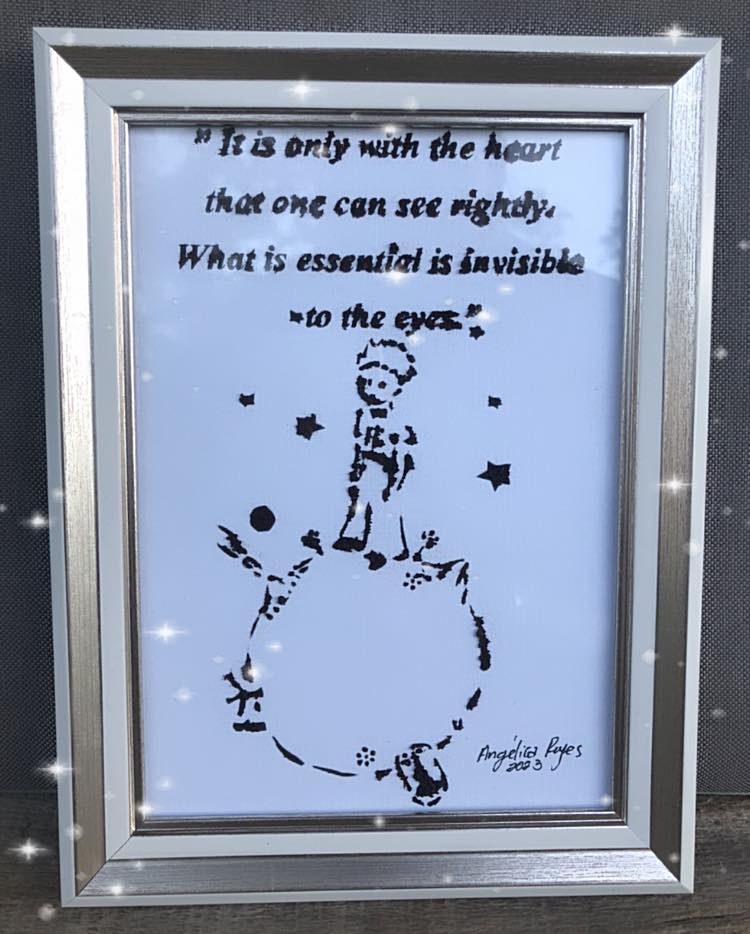 " It is only with the heart
that one can see rightly.
What is essential is invisible
to the eyes."
Angélica Reyes
2023